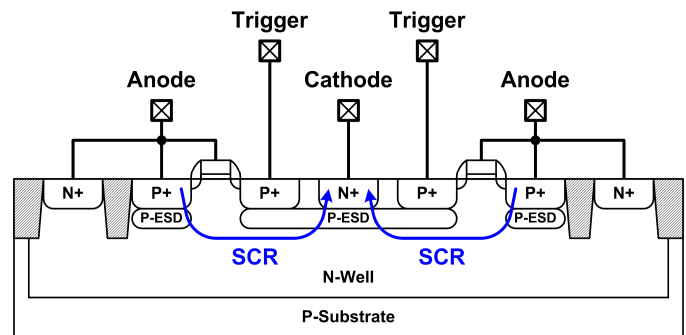 Trigger Trigger
Anode Cathode Anode
N+ P+ P+ N+ P+ P+ N+
P-ESD P-ESD P-ESD
SCR SCR
N-Well
P-Substrate